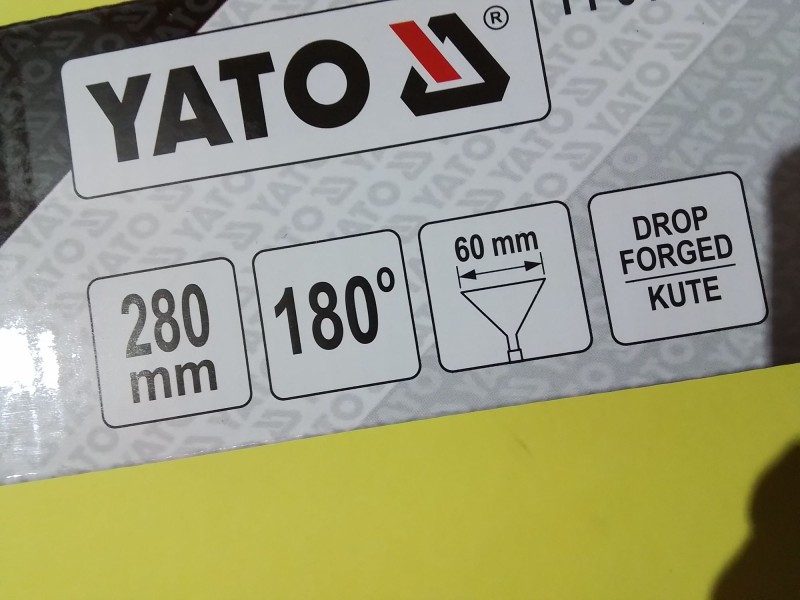 YATO ®
280
mm
180°
60 mm
DROP
FORGED
KUTE